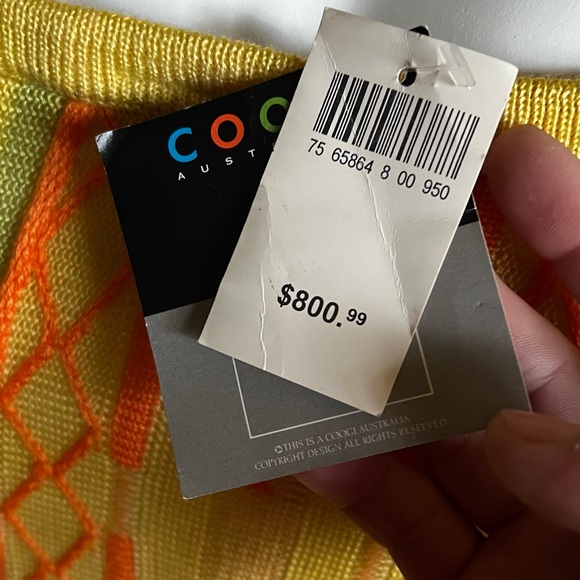 COO
AUST
75 65864 8 00 950
$800.99
©THIS IS A COOGI AUSTRALIA
COPYRIGHT DESIGN ALL RIGHTS RESERVED